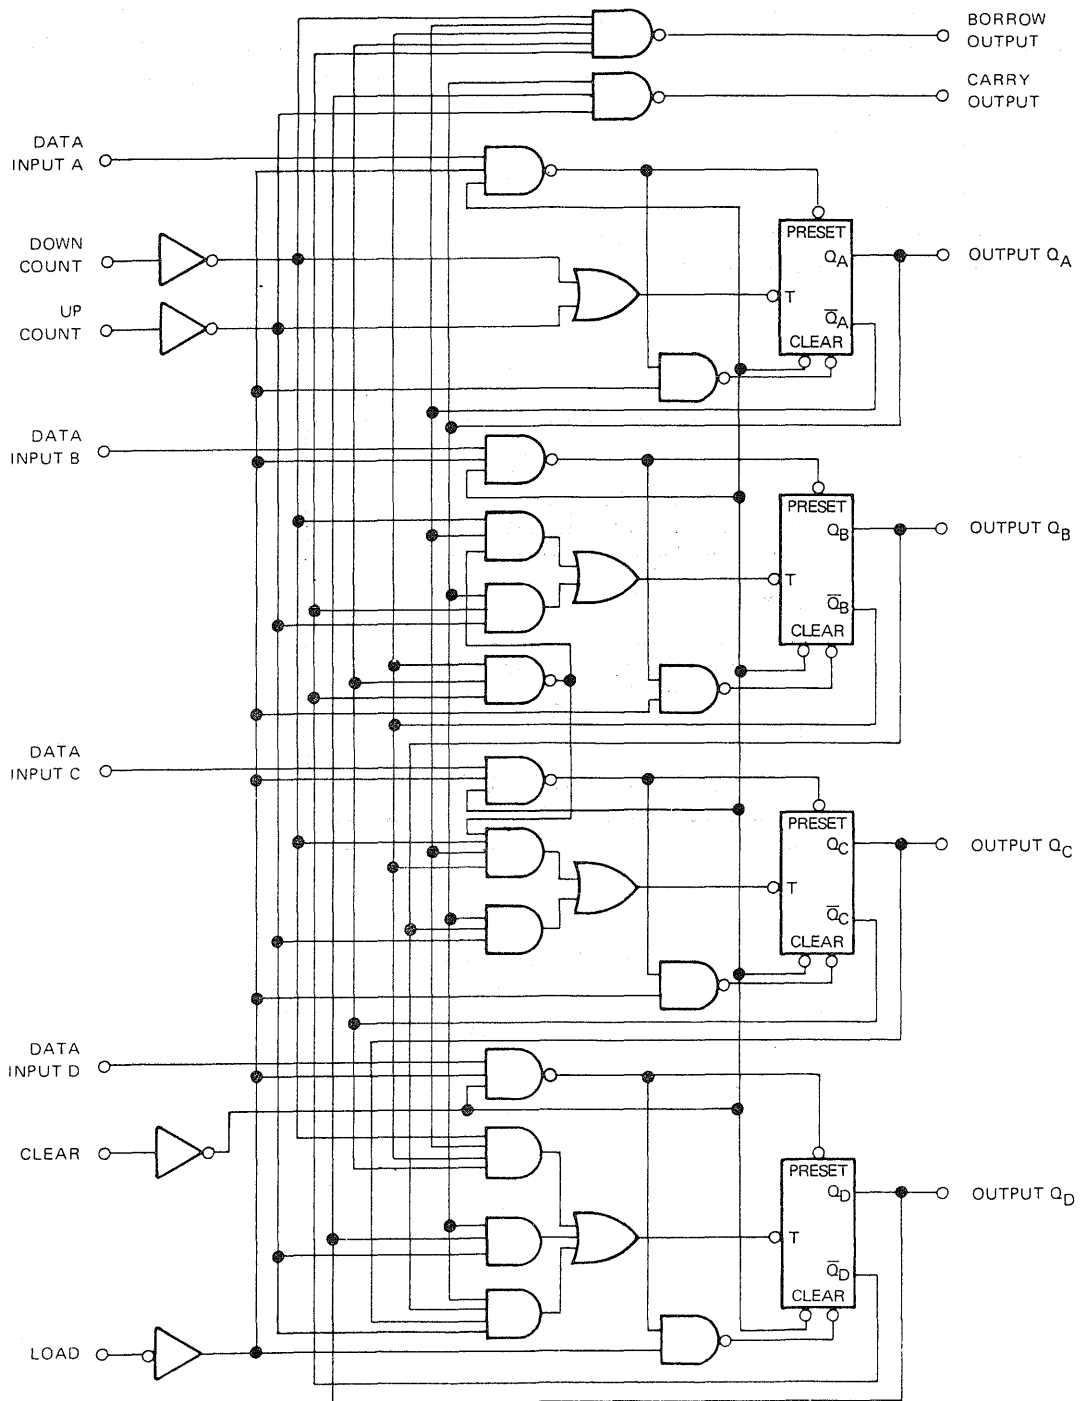 BORROW
OUTPUT
CARRY
OUTPUT
DATA
INPUT A
PRESET
DOWN
COUNT
QA
OUTPUT QA
T
UP
COUNT
Q̅A
CLEAR
DATA
INPUT B
PRESET
QB
OUTPUT QB
T
Q̅B
CLEAR
DATA
INPUT C
PRESET
QC
OUTPUT QC
T
Q̅C
CLEAR
DATA
INPUT D
CLEAR
PRESET
QD
OUTPUT QD
T
Q̅D
CLEAR
LOAD